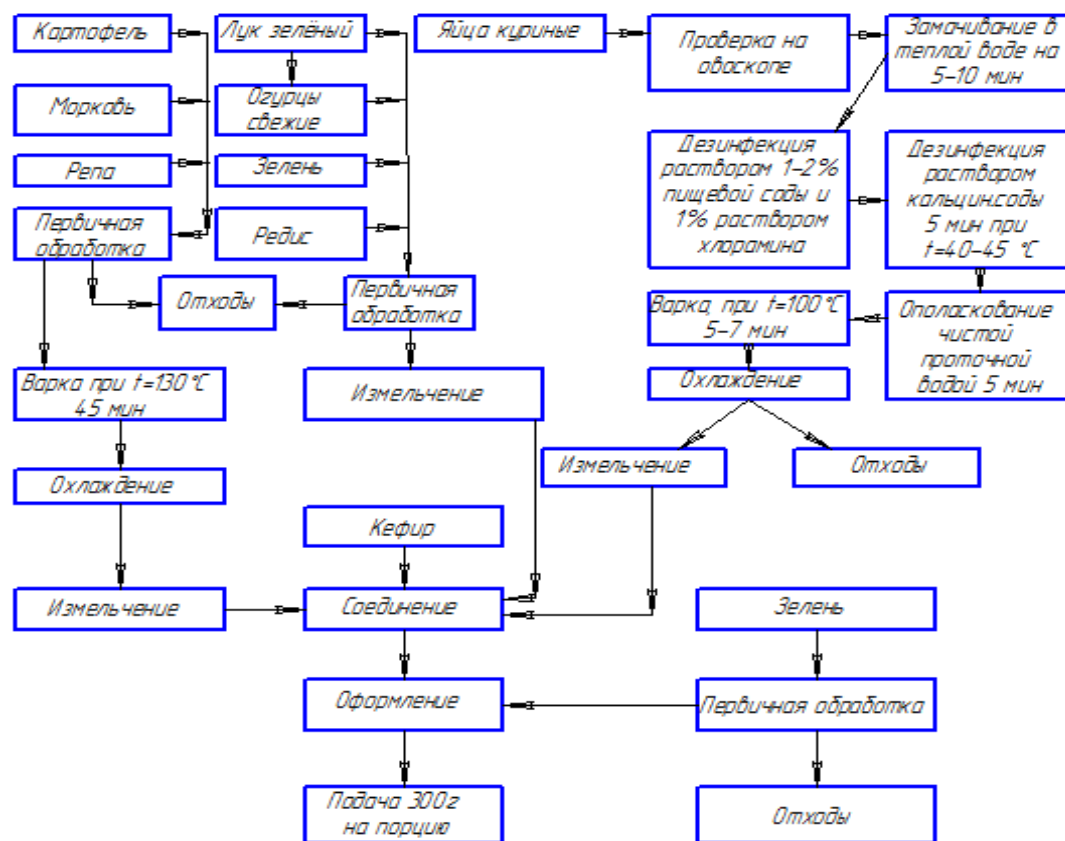 Картофель
Лук зелёный
Яйца куриные
Проверка на
овоскопе
Замачивание в
теплой воде на
5-10 мин
Морковь
Огурцы
свежие
Репа
Зелень
Дезинфекция
раствором 1-2%
пищевой соды и
1% раствором
хлорамина
Дезинфекция
раствором
кальцин.соды
5 мин при
t=40-45 °C
Первичная
обработка
Редис
Отходы
Первичная
обработка
Варка, при t=100°C
5-7 мин
Ополаскование
чистой
проточной
водой 5 мин
Варка при t=130°C
45 мин
Измельчение
Охлаждение
Измельчение
Отходы
Охлаждение
Кефир
Измельчение
Соединение
Зелень
Оформление
Первичная обработка
Подача 300г
на порцию
Отходы